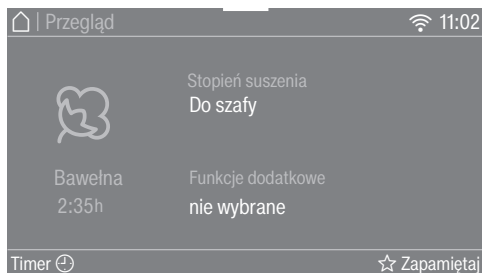 Przegląd 11:02
Stopień suszenia
Do szafy
Bawełna
2:35h
Funkcje dodatkowe
nie wybrane
Timer Zapamiętaj